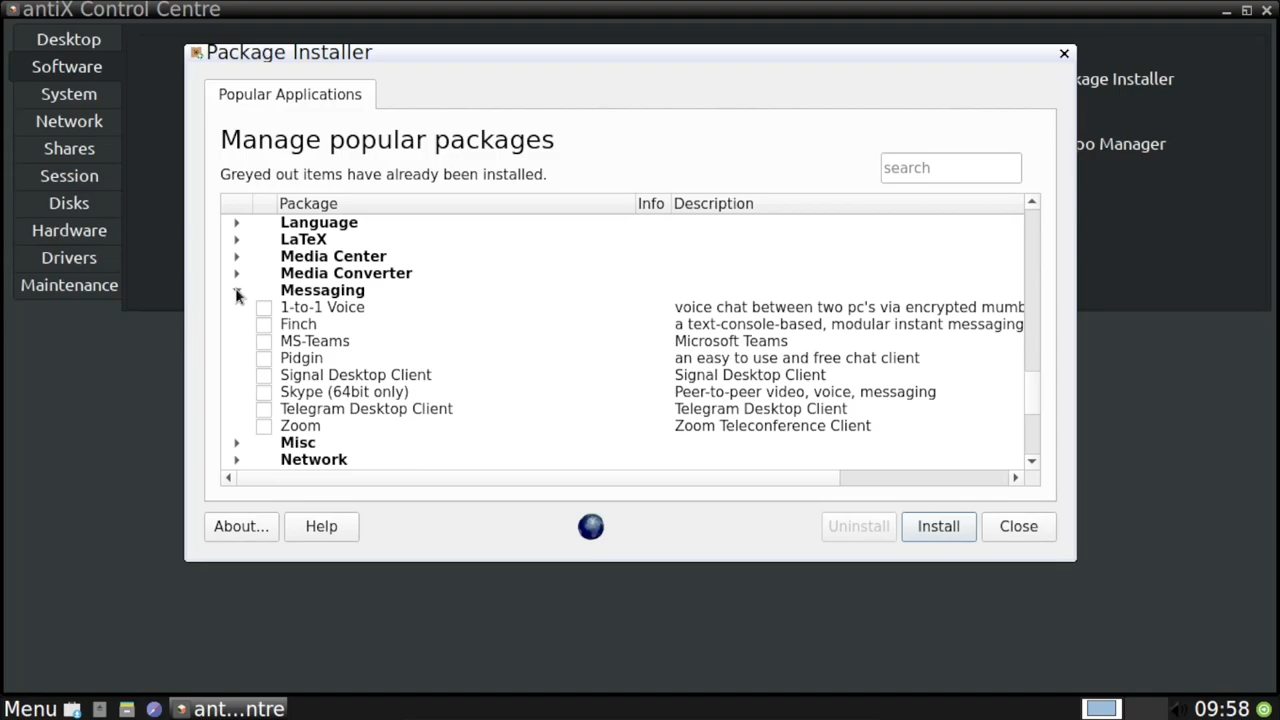 antiX Control Centre
Desktop
Software
System
Network
Shares
Session
Disks
Hardware
Drivers
Maintenance
kage Installer
po Manager
Package Installer
Popular Applications
Manage popular packages
Greyed out items have already been installed.
search
Package Info Description
Language
LaTeX
Media Center
Media Converter
Messaging
1-to-1 Voice voice chat between two pc's via encrypted mumb
Finch a text-console-based, modular instant messaging
MS-Teams Microsoft Teams
Pidgin an easy to use and free chat client
Signal Desktop Client Signal Desktop Client
Skype (64bit only) Peer-to-peer video, voice, messaging
Telegram Desktop Client Telegram Desktop Client
Zoom Zoom Teleconference Client
Misc
Network
About... Help Uninstall Install Close
Menu ant...ntre 09:58